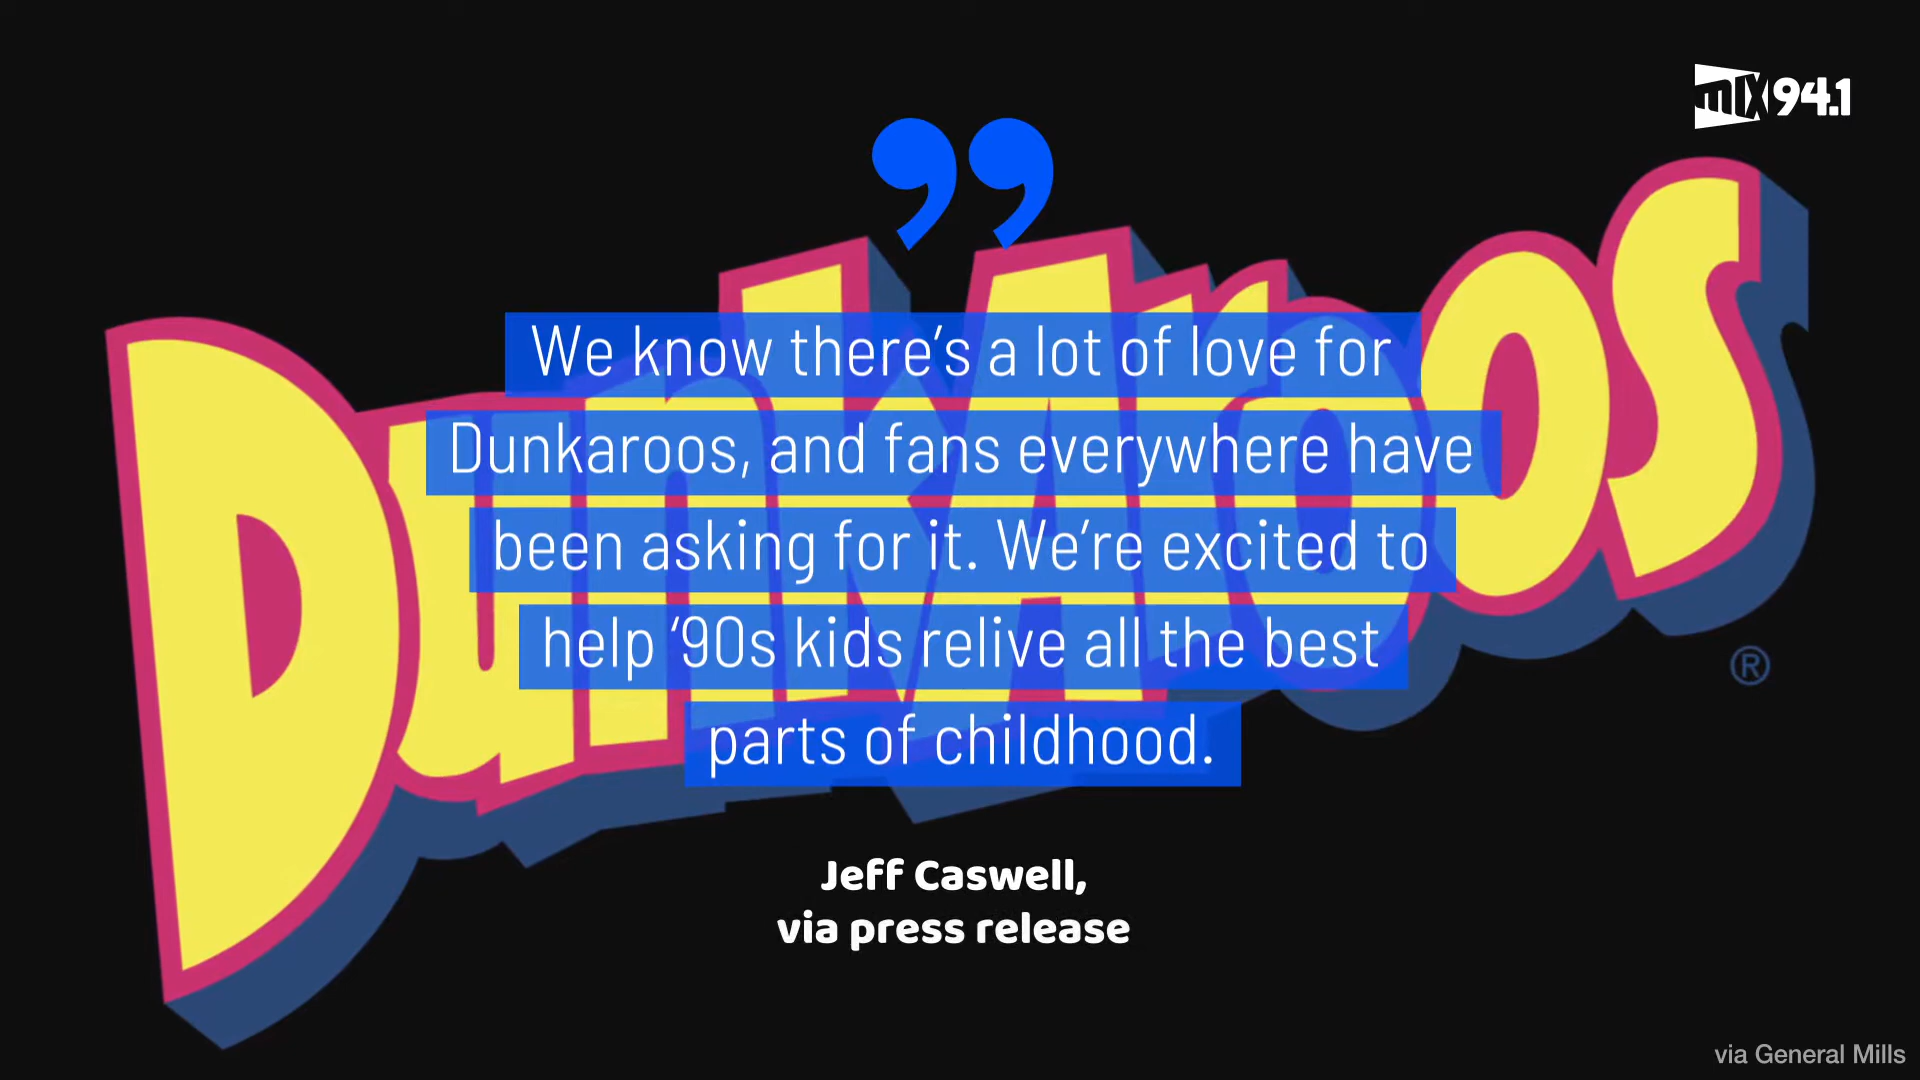 mix 94.1
”
We know there’s a lot of love for
Dunkaroos, and fans everywhere have
been asking for it. We’re excited to
help ‘90s kids relive all the best
parts of childhood.
Dunkaroos
®
Jeff Caswell,
via press release
via General Mills